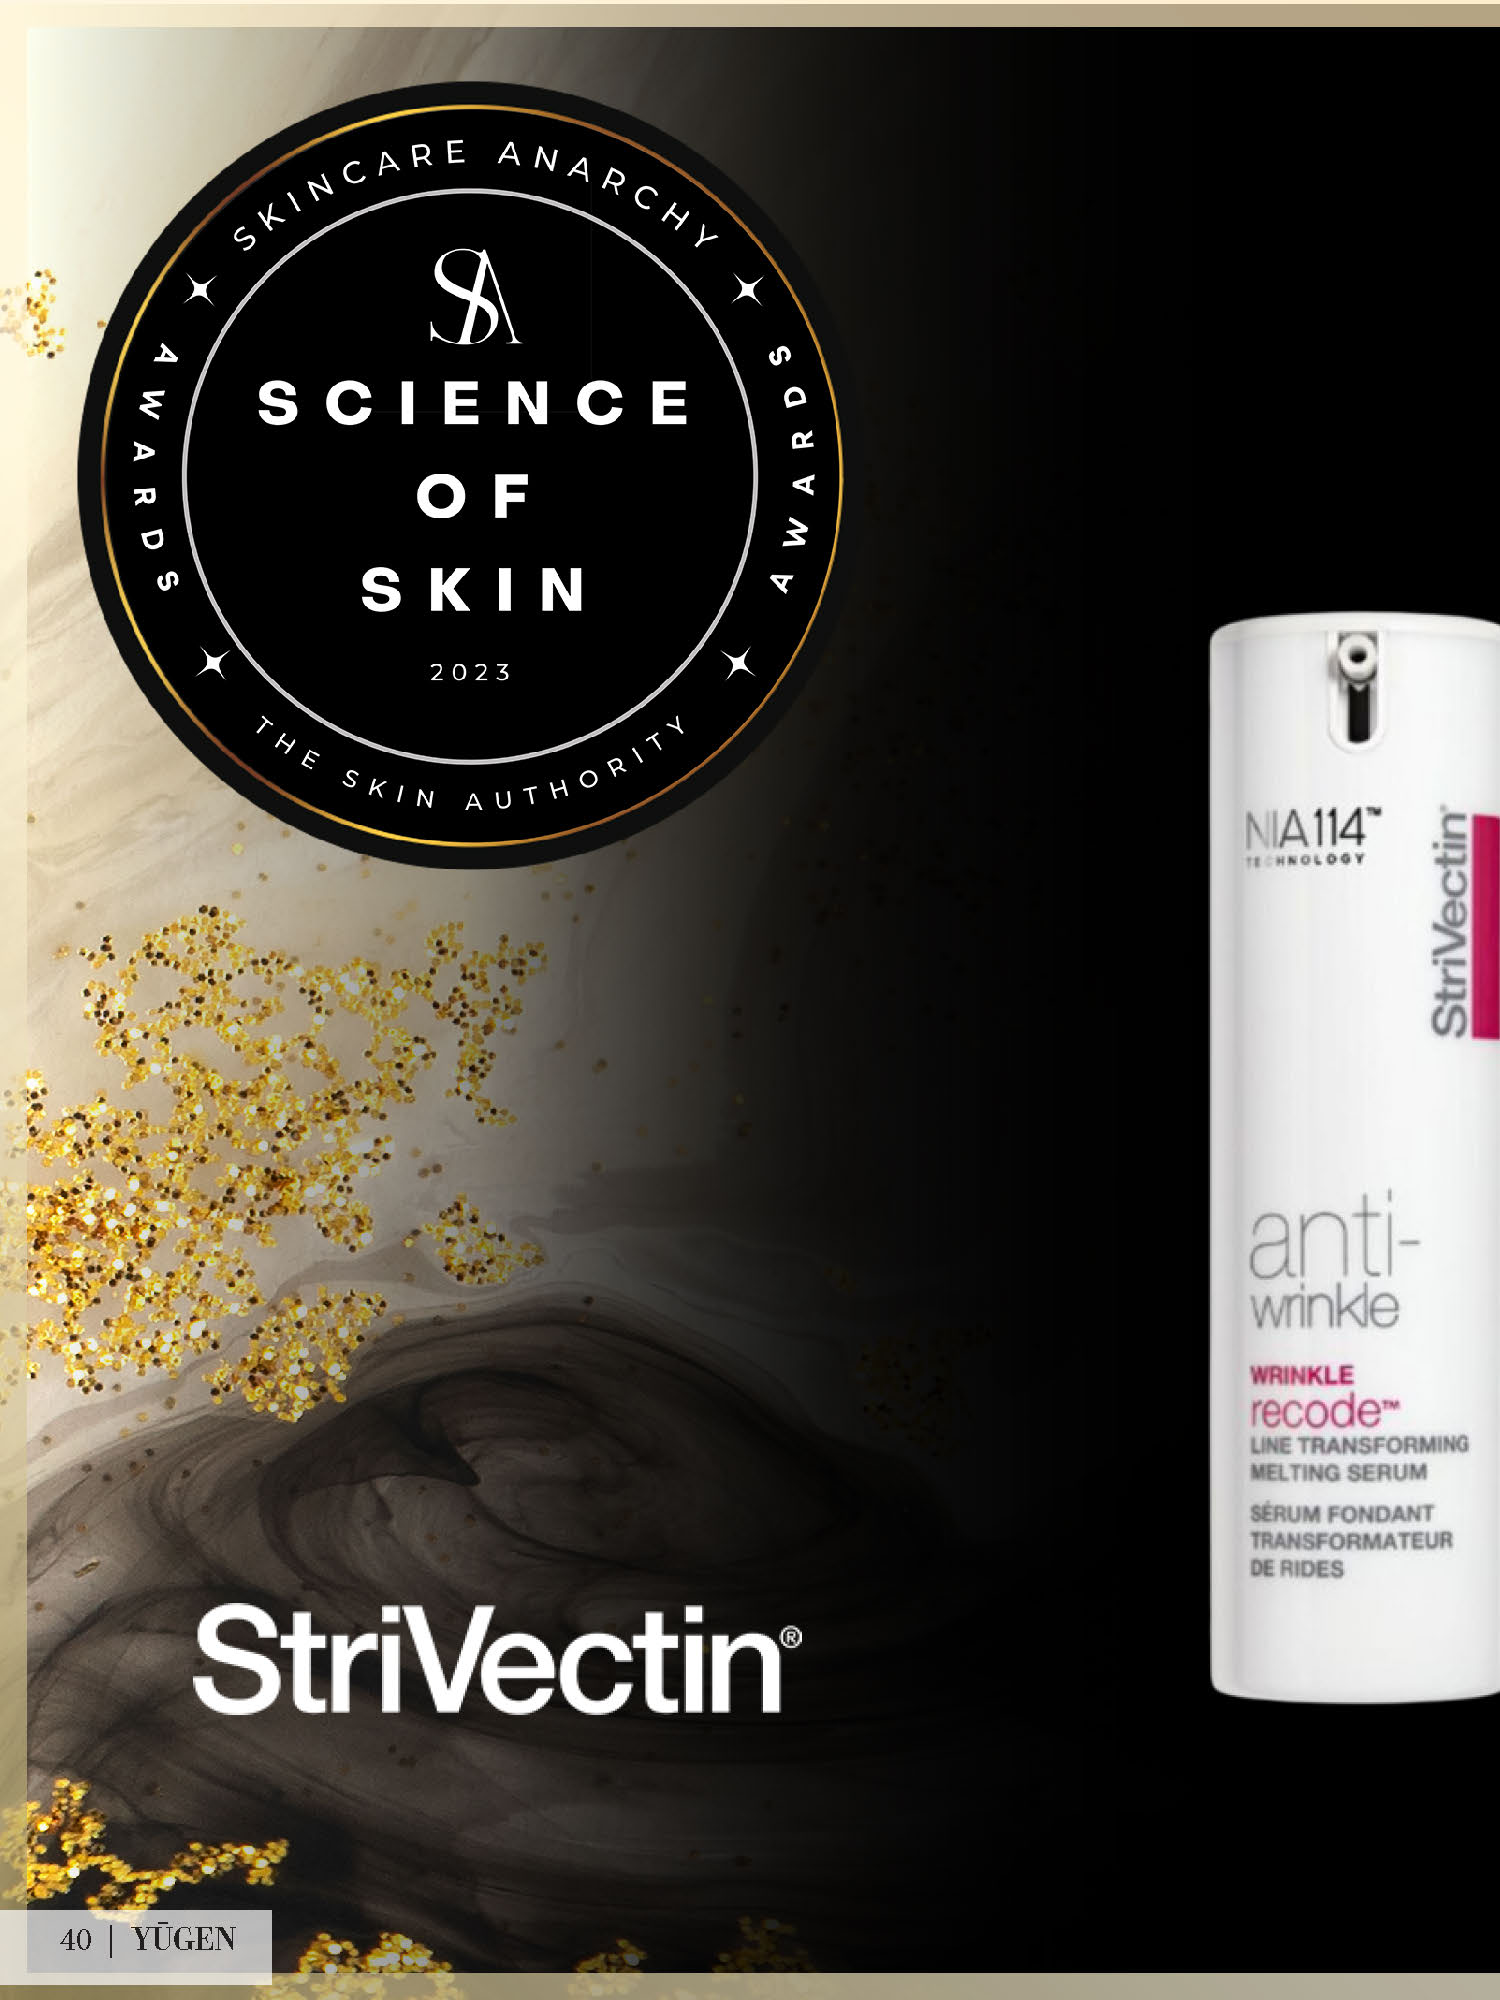 SKINCARE ANARCHY
AWARDS
AWARDS
SA
SCIENCE
OF
SKIN
2023
THE SKIN AUTHORITY
NIA114™
TECHNOLOGY
StriVectin®
anti-
wrinkle
WRINKLE
recode™
LINE TRANSFORMING
MELTING SERUM
SÉRUM FONDANT
TRANSFORMATEUR
DE RIDES
StriVectin®
40 | YŪGEN